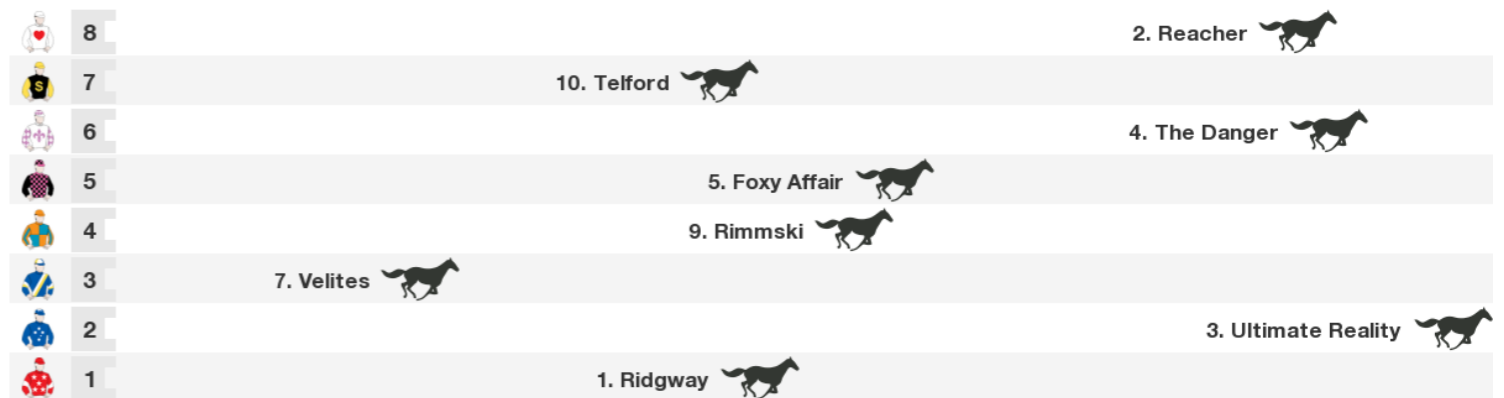 8 2. Reacher
S 7 10. Telford
6 4. The Danger
5 5. Foxy Affair
4 9. Rimmski
3 7. Velites
2 3. Ultimate Reality
1 1. Ridgway